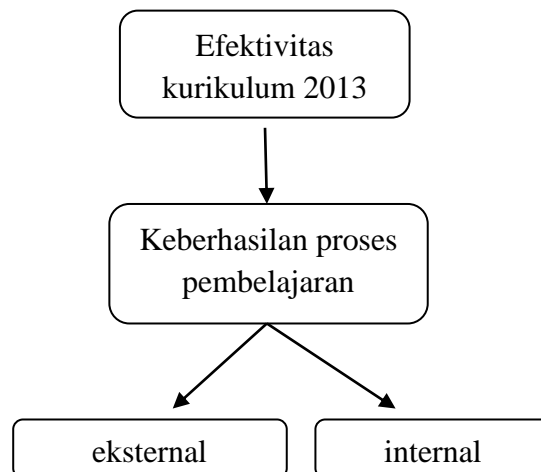 Efektivitas
kurikulum 2013
Keberhasilan proses
pembelajaran
eksternal
internal